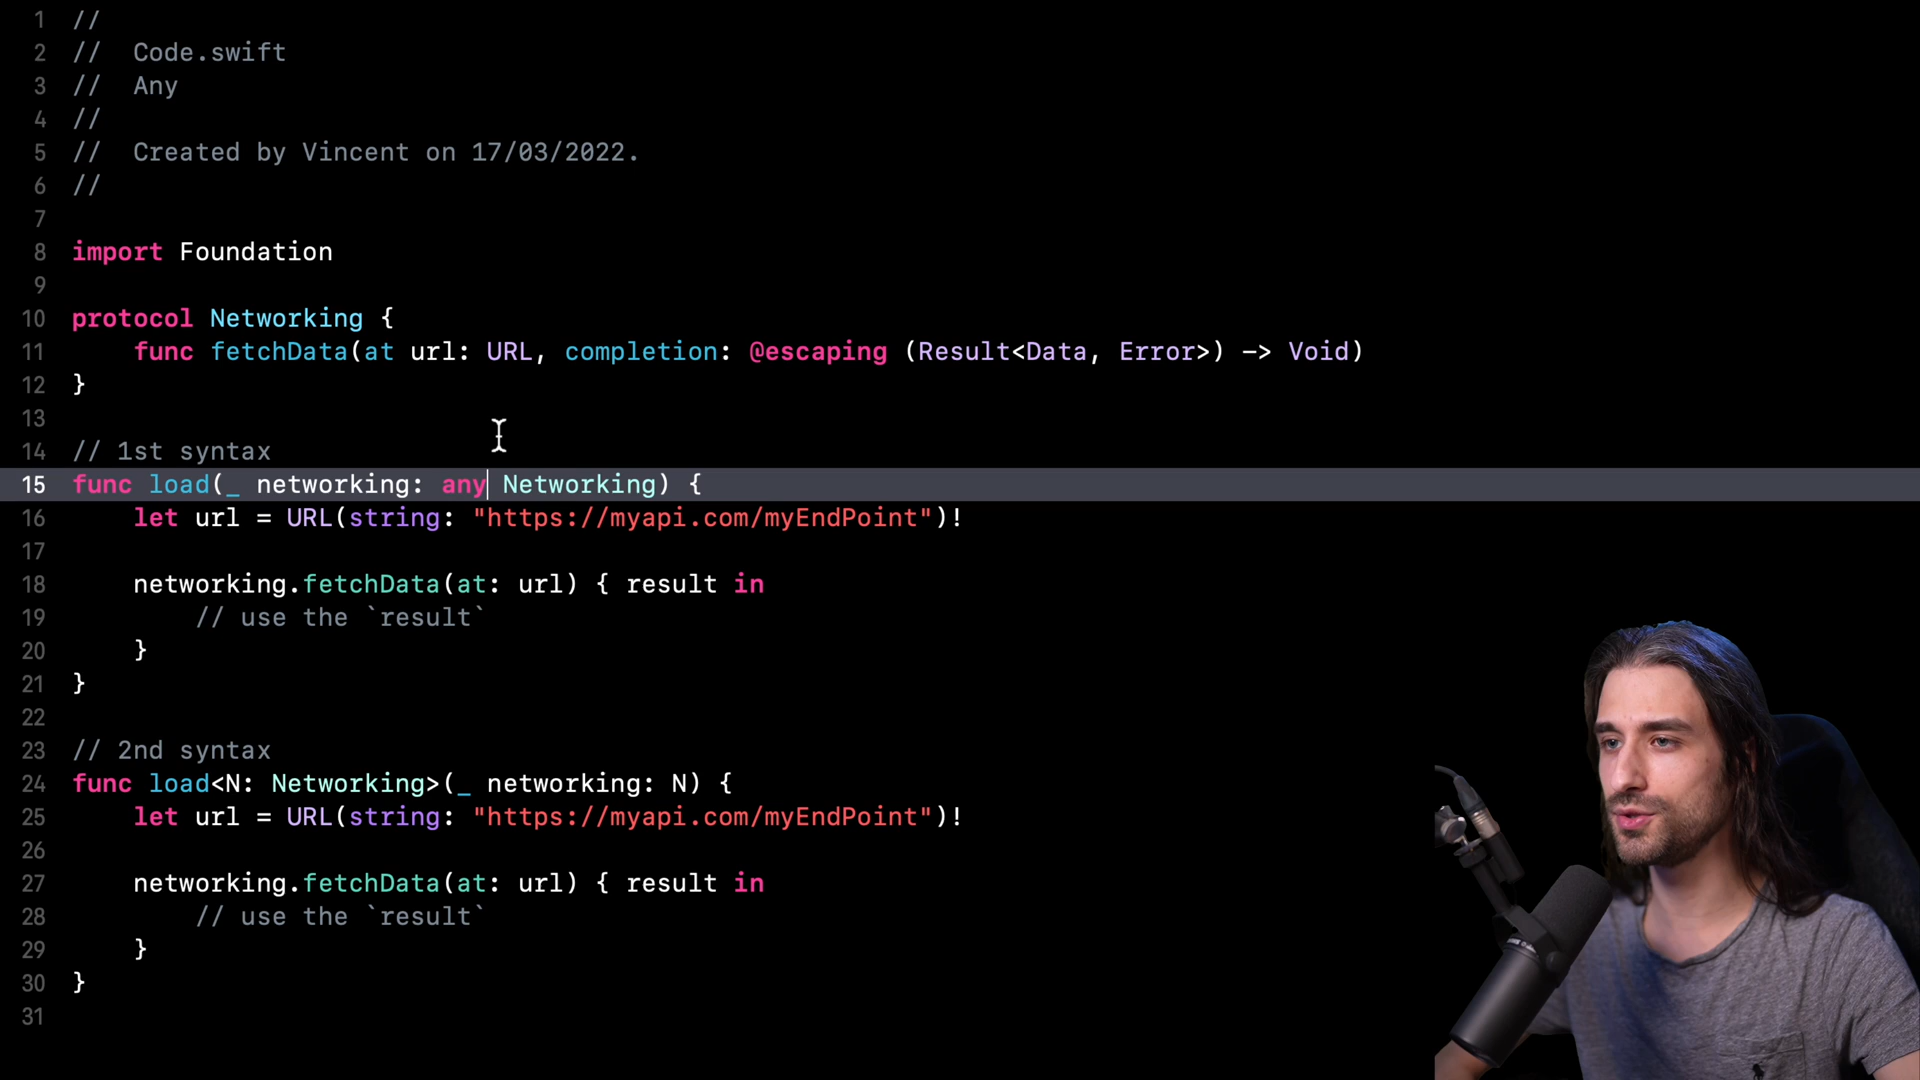 1 //
2 //  Code.swift
3 //  Any
4 //
5 //  Created by Vincent on 17/03/2022.
6 //
7
8 import Foundation
9
10 protocol Networking {
11     func fetchData(at url: URL, completion: @escaping (Result<Data, Error>) -> Void)
12 }
13
14 // 1st syntax
15 func load(_ networking: any Networking) {
16     let url = URL(string: "https://myapi.com/myEndPoint")!
17
18     networking.fetchData(at: url) { result in
19         // use the `result`
20     }
21 }
22
23 // 2nd syntax
24 func load<N: Networking>(_ networking: N) {
25     let url = URL(string: "https://myapi.com/myEndPoint")!
26
27     networking.fetchData(at: url) { result in
28         // use the `result`
29     }
30 }
31